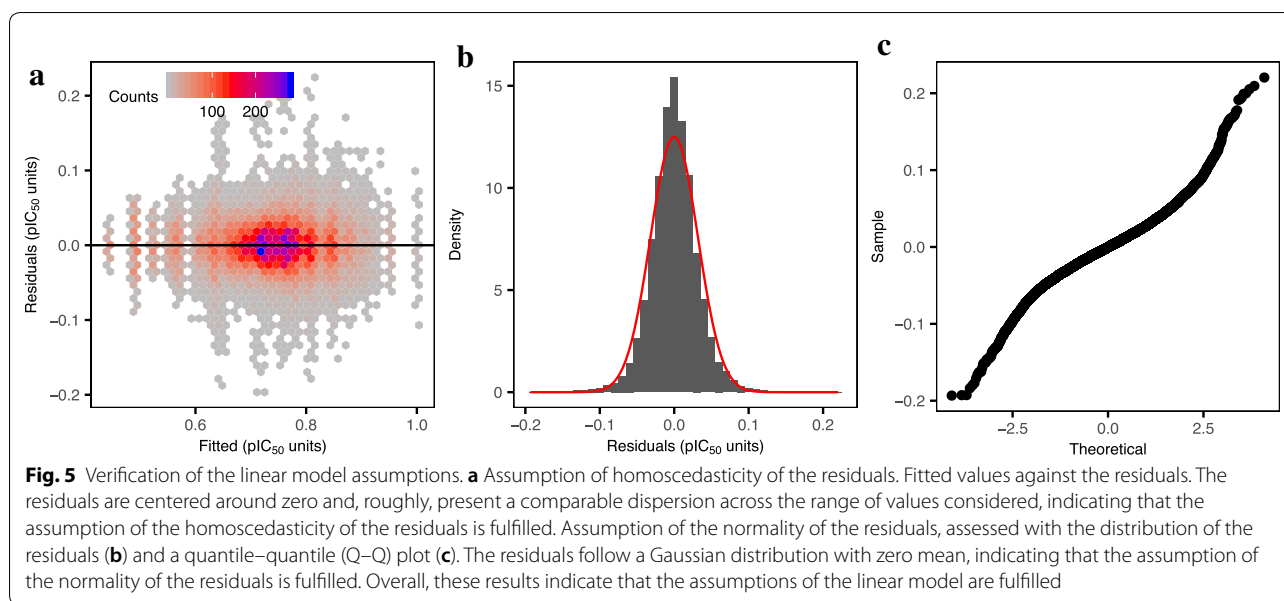 a
b
c
Counts
100
200
0.2
0.1
0.0
−0.1
−0.2
Residuals (pIC50 units)
0.6
0.8
1.0
Fitted (pIC50 units)
15
10
5
0
Density
−0.2
−0.1
0.0
0.1
0.2
Residuals (pIC50 units)
0.2
0.1
0.0
−0.1
−0.2
Sample
−2.5
0.0
2.5
Theoretical
Fig. 5 Verification of the linear model assumptions. a Assumption of homoscedasticity of the residuals. Fitted values against the residuals. The
residuals are centered around zero and, roughly, present a comparable dispersion across the range of values considered, indicating that the
assumption of the homoscedasticity of the residuals is fulfilled. Assumption of the normality of the residuals, assessed with the distribution of the
residuals (b) and a quantile–quantile (Q–Q) plot (c). The residuals follow a Gaussian distribution with zero mean, indicating that the assumption of
the normality of the residuals is fulfilled. Overall, these results indicate that the assumptions of the linear model are fulfilled